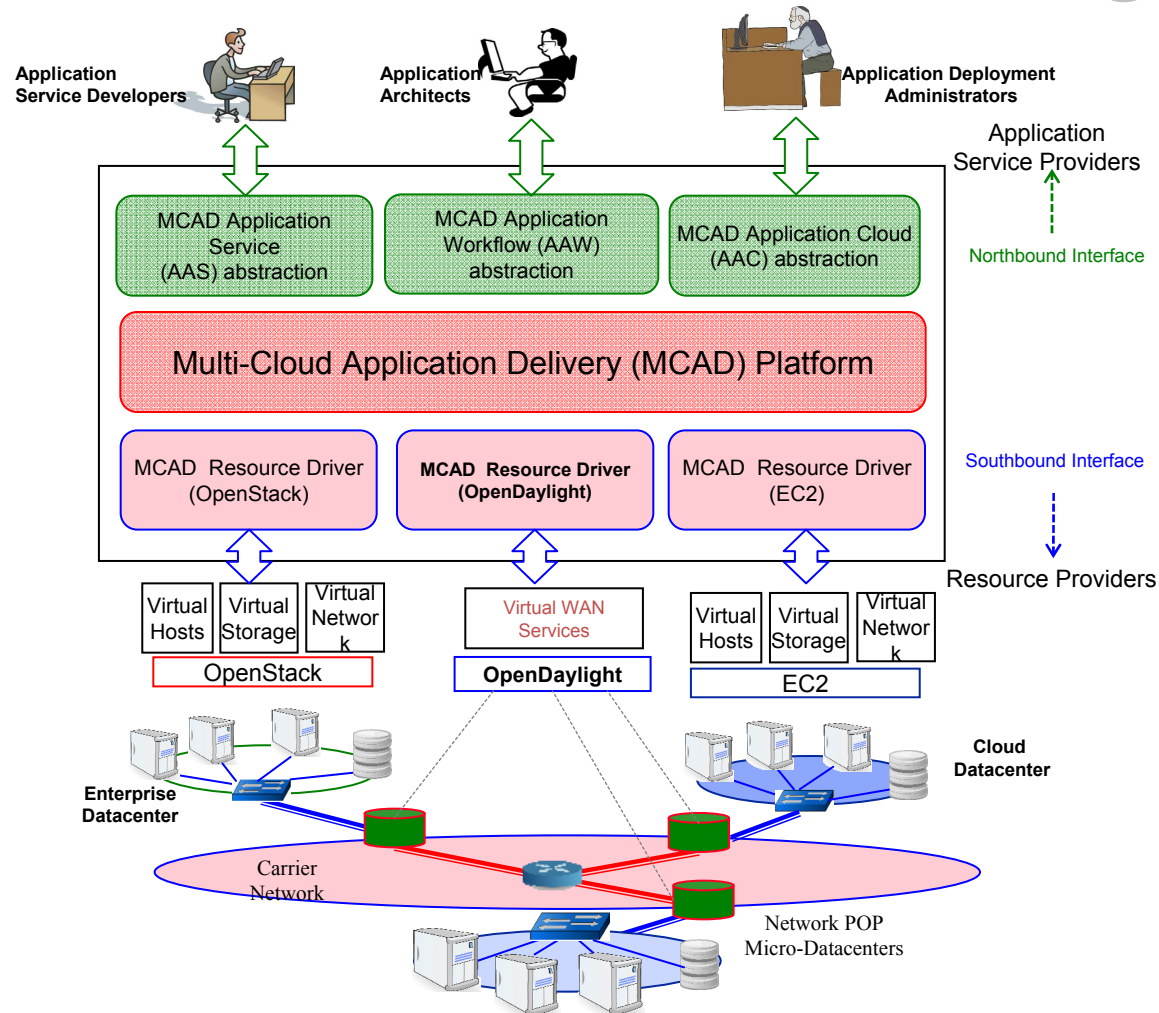 Application
Service Developers
Application
Architects
Application Deployment
Administrators
Application
Service Providers
MCAD Application
Service
(AAS) abstraction
MCAD Application
Workflow (AAW)
abstraction
MCAD Application Cloud
(AAC) abstraction
Northbound Interface
Multi-Cloud Application Delivery (MCAD) Platform
MCAD Resource Driver
(OpenStack)
MCAD Resource Driver
(OpenDaylight)
MCAD Resource Driver
(EC2)
Southbound Interface
Resource Providers
Virtual
Hosts
Virtual
Storage
Virtual
Networ
k
OpenStack
Virtual WAN
Services
OpenDaylight
Virtual
Hosts
Virtual
Storage
Virtual
Networ
k
EC2
Enterprise
Datacenter
Cloud
Datacenter
Carrier
Network
Network POP
Micro-Datacenters